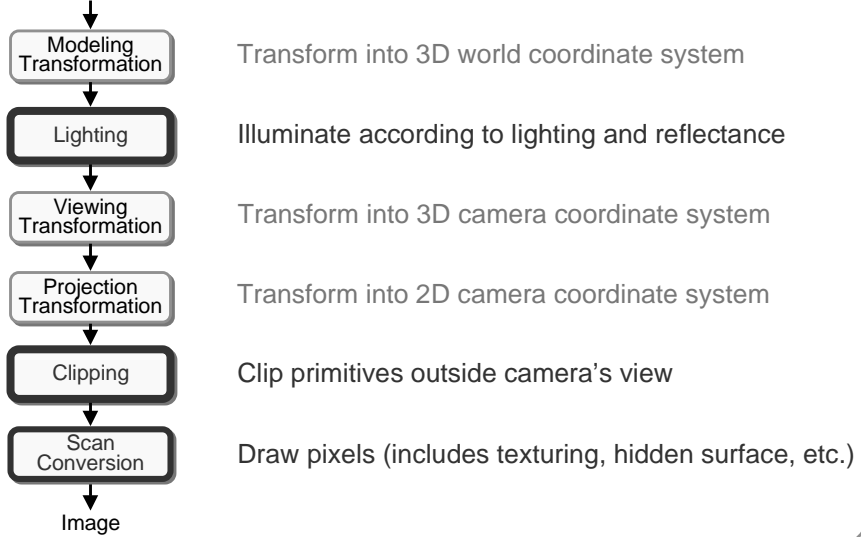 Modeling
Transformation
Transform into 3D world coordinate system
Lighting
Illuminate according to lighting and reflectance
Viewing
Transformation
Transform into 3D camera coordinate system
Projection
Transformation
Transform into 2D camera coordinate system
Clipping
Clip primitives outside camera’s view
Scan
Conversion
Draw pixels (includes texturing, hidden surface, etc.)
Image